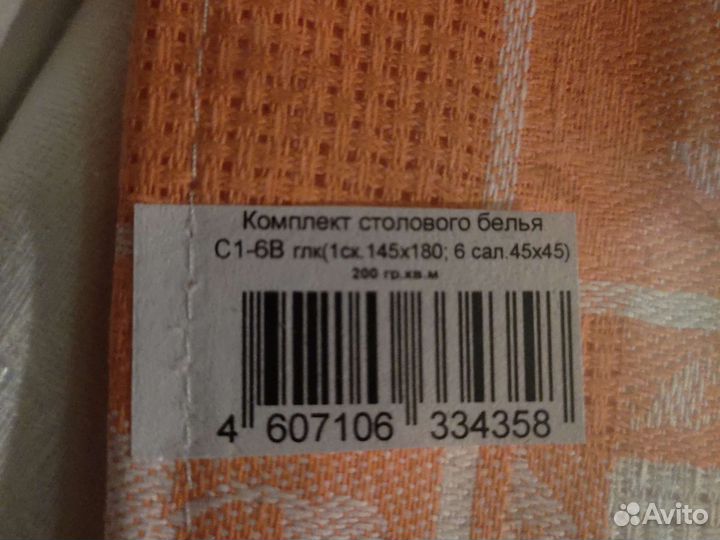 Комплект столового белья
С1-6В глк(1ск.145х180; 6 сал.45х45)
200 гр.кв.м
4 607106 334358
Avito